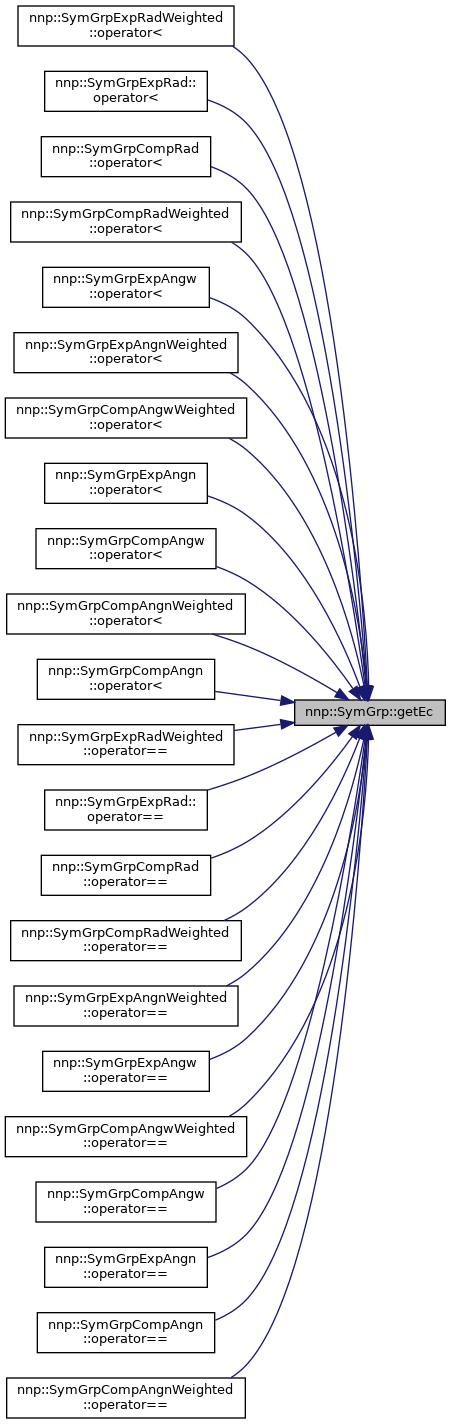 nnp::SymGrpExpRadWeighted
::operator<
nnp::SymGrpExpRad::
operator<
nnp::SymGrpCompRad
::operator<
nnp::SymGrpCompRadWeighted
::operator<
nnp::SymGrpExpAngw
::operator<
nnp::SymGrpExpAngnWeighted
::operator<
nnp::SymGrpCompAngwWeighted
::operator<
nnp::SymGrpExpAngn
::operator<
nnp::SymGrpCompAngw
::operator<
nnp::SymGrpCompAngnWeighted
::operator<
nnp::SymGrpCompAngn
::operator<
nnp::SymGrp::getEc
nnp::SymGrpExpRadWeighted
::operator==
nnp::SymGrpExpRad::
operator==
nnp::SymGrpCompRad
::operator==
nnp::SymGrpCompRadWeighted
::operator==
nnp::SymGrpExpAngnWeighted
::operator==
nnp::SymGrpExpAngw
::operator==
nnp::SymGrpCompAngwWeighted
::operator==
nnp::SymGrpCompAngw
::operator==
nnp::SymGrpExpAngn
::operator==
nnp::SymGrpCompAngn
::operator==
nnp::SymGrpCompAngnWeighted
::operator==